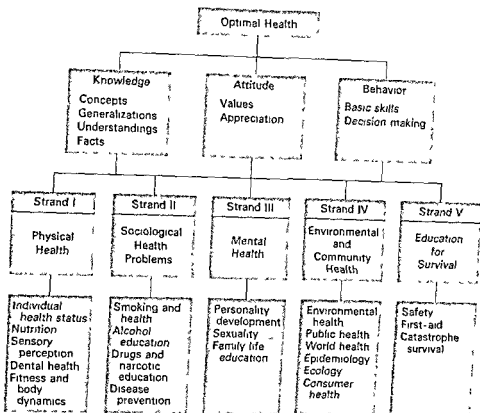 Optimal Health
Knowledge
Concepts
Generalizations
Understandings
Facts
Attitude
Values
Appreciation
Behavior
Basic skills
Decision making
Strand I
Physical
Health
Strand II
Sociological
Health
Problems
Strand III
Mental
Health
Strand IV
Environmental
and
Community
Health
Strand V
Education
for
Survival
Individual
health status
Nutrition
Sensory
perception
Dental health
Fitness and
body
dynamics
Smoking and
health
Alcohol
education
Drugs and
narcotic
education
Disease
prevention
Personality
development
Sexuality
Family life
education
Environmental
health
Public health
World health
Epidemiology
Ecology
Consumer
health
Safety
First-aid
Catastrophe
survival